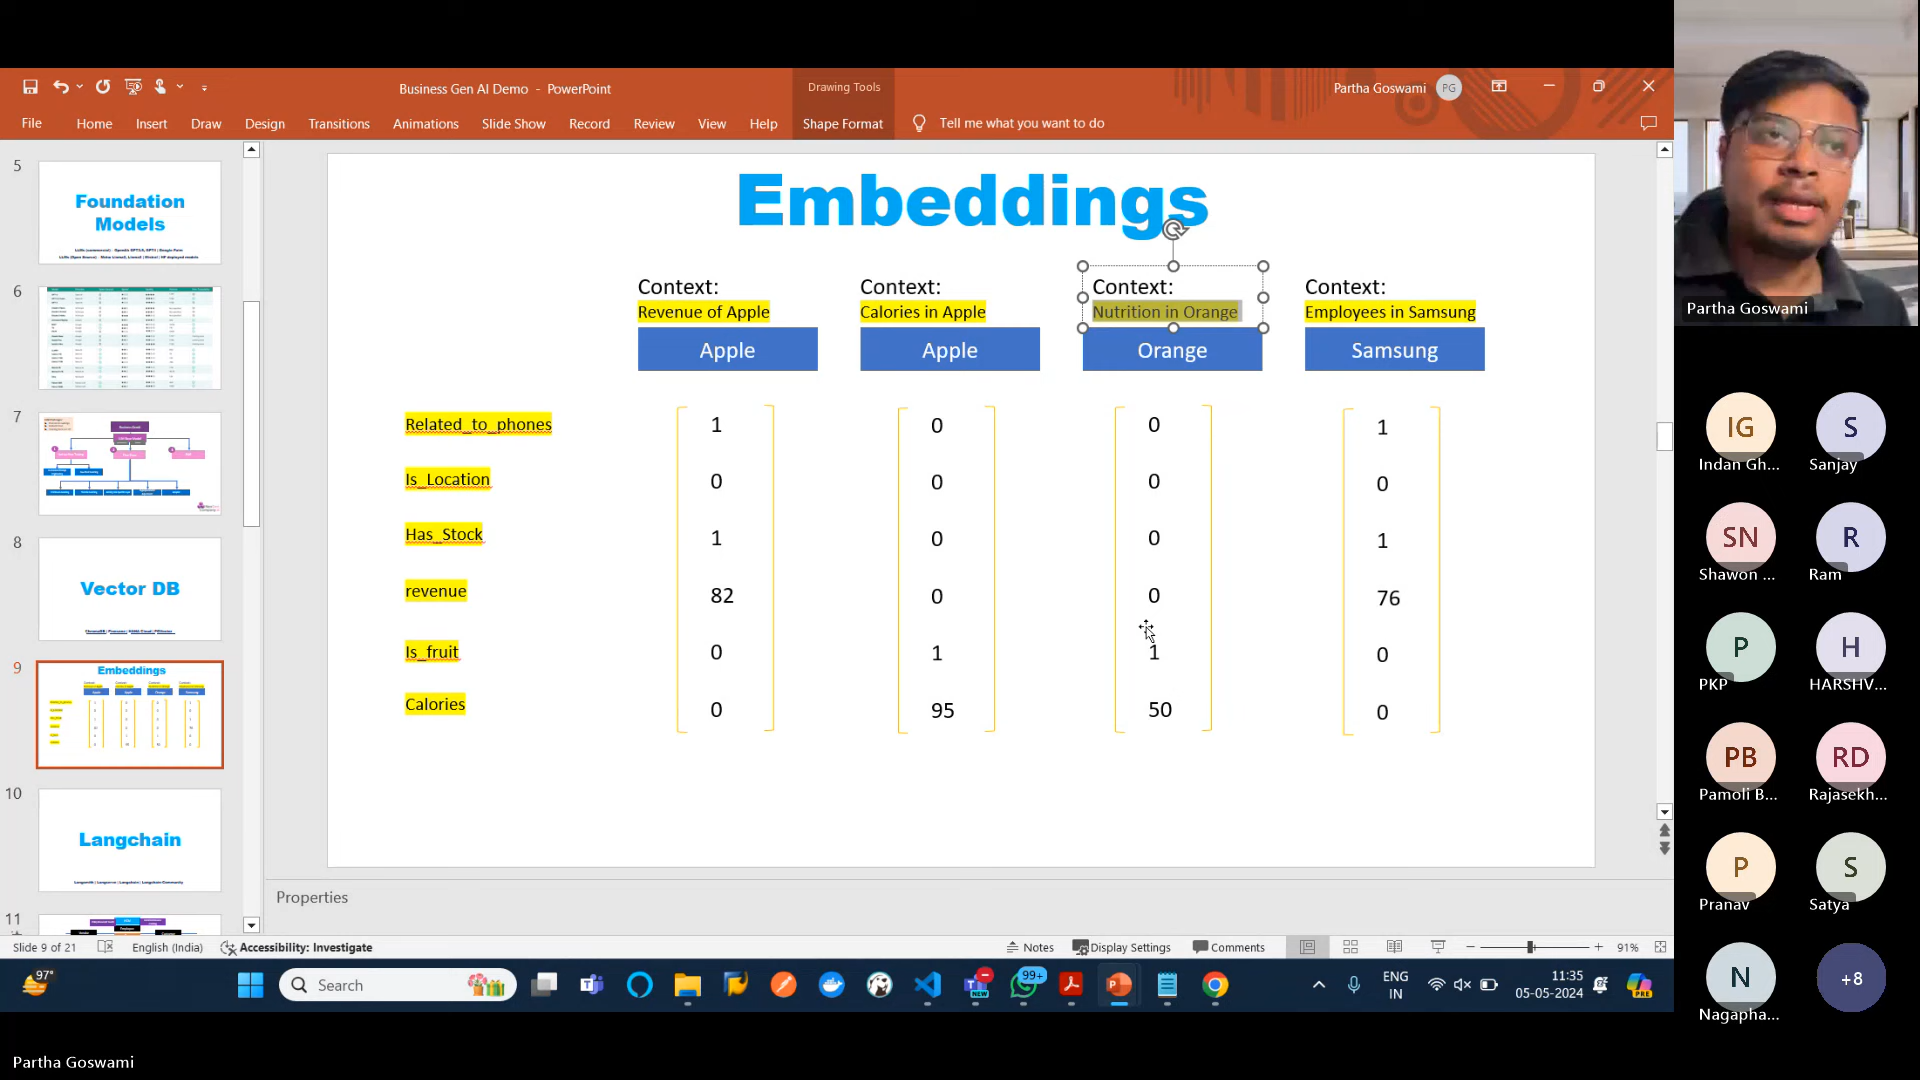 Business Gen AI Demo - PowerPoint
Drawing Tools
Partha Goswami
PG
File
Home
Insert
Draw
Design
Transitions
Animations
Slide Show
Record
Review
View
Help
Shape Format
Tell me what you want to do
5
Foundation
Models
6
7
8
Vector DB
9
Embeddings
10
Langchain
11
Embeddings
Context:
Revenue of Apple
Apple
Context:
Calories in Apple
Apple
Context:
Nutrition in Orange
Orange
Context:
Employees in Samsung
Samsung
Related_to_phones 1 0 0 1
Is_Location 0 0 0 0
Has_Stock 1 0 0 1
revenue 82 0 0 76
Is_fruit 0 1 1 0
Calories 0 95 50 0
Properties
Slide 9 of 21
English (India)
Accessibility: Investigate
Notes
Display Settings
Comments
91%
97°
Search
NEW
99+
ENG
IN
11:35
05-05-2024
PRE
Partha Goswami
Partha Goswami
IG
Indan Gh...
S
Sanjay
SN
Shawon ...
R
Ram
P
PKP
H
HARSHV...
PB
Pamoli B...
RD
Rajasekh...
P
Pranav
S
Satya
N
Nagapha...
+8